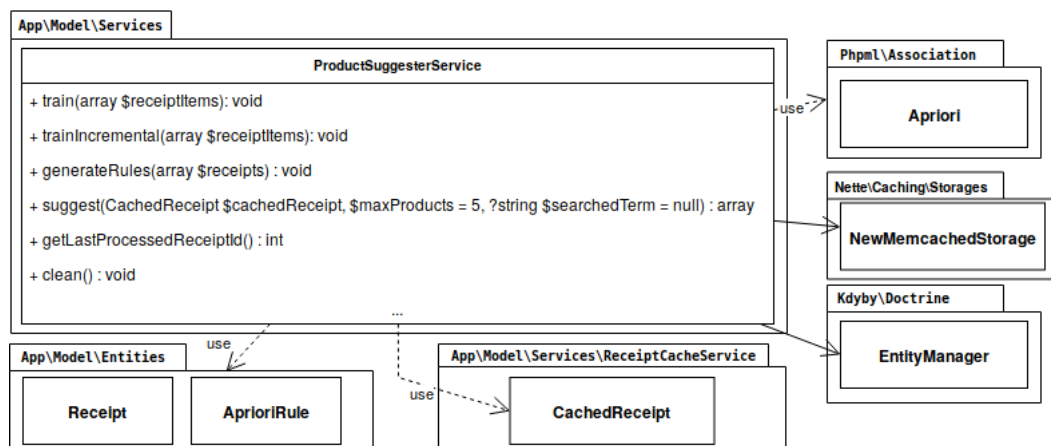 App\Model\Services
ProductSuggesterService
+ train(array $receiptItems): void
+ trainIncremental(array $receiptItems): void
+ generateRules(array $receipts) : void
+ suggest(CachedReceipt $cachedReceipt, $maxProducts = 5, ?string $searchedTerm = null) : array
+ getLastProcessedReceiptId() : int
+ clean() : void
...
use
Phpml\Association
Apriori
Nette\Caching\Storages
NewMemcachedStorage
Kdyby\Doctrine
EntityManager
use
App\Model\Entities
Receipt
AprioriRule
use
App\Model\Services\ReceiptCacheService
CachedReceipt